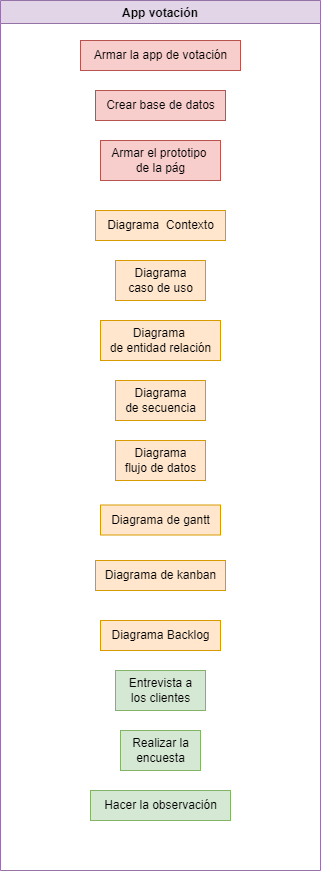 App votación
Armar la app de votación
Crear base de datos
Armar el prototipo
de la pág
Diagrama  Contexto
Diagrama
caso de uso
Diagrama
de entidad relación
Diagrama
de secuencia
Diagrama
flujo de datos
Diagrama de gantt
Diagrama de kanban
Diagrama Backlog
Entrevista a
los clientes
Realizar la
encuesta
Hacer la observación